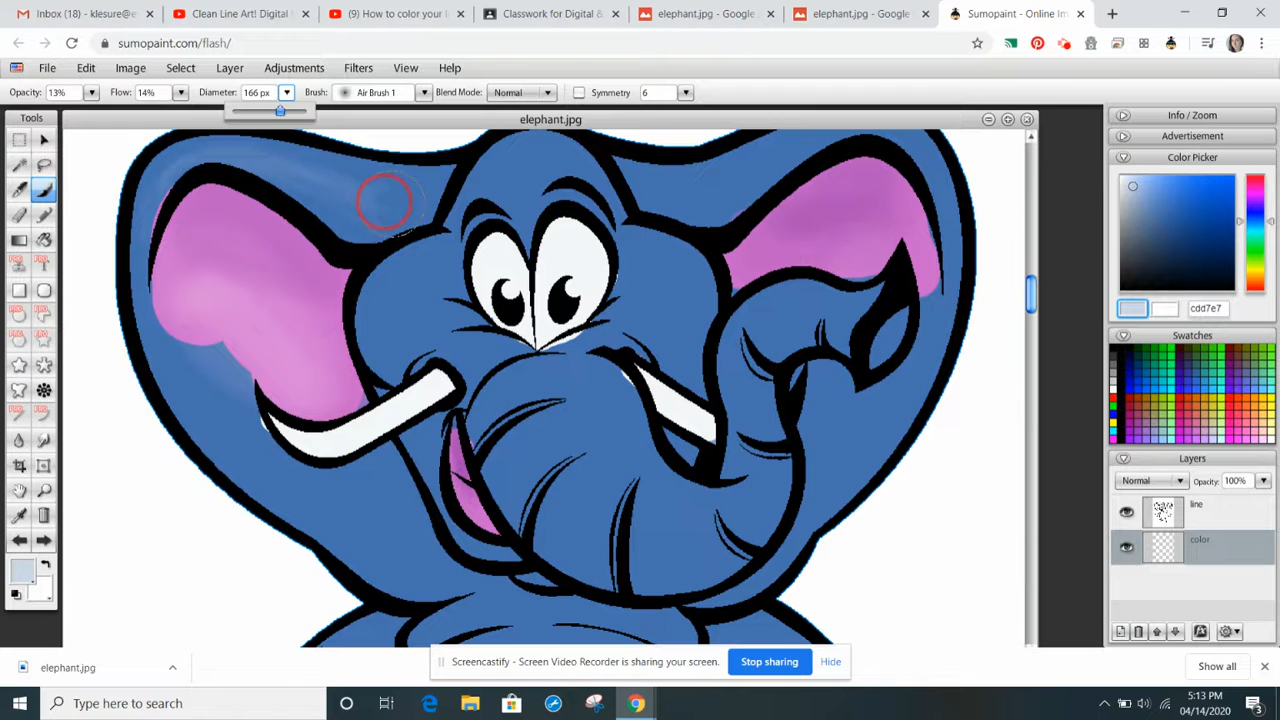 Inbox (18) - klesure@e
Clean Line Art! Digital
(9) How to color your l
Classwork for Digital &
elephant.jpg - Google
elephant.jpg - Google
Sumopaint - Online Im
sumopaint.com/flash/
File Edit Image Select Layer Adjustments Filters View Help
Opacity: 13% Flow: 14% Diameter: 166 px Brush: Air Brush 1 Blend Mode: Normal Symmetry 6
Tools
elephant.jpg
Info / Zoom
Advertisement
Color Picker
cdd7e7
Swatches
Layers
Normal Opacity: 100%
line
color
Screencastify - Screen Video Recorder is sharing your screen. Stop sharing Hide
elephant.jpg
Show all
Type here to search
5:13 PM
04/14/2020
3